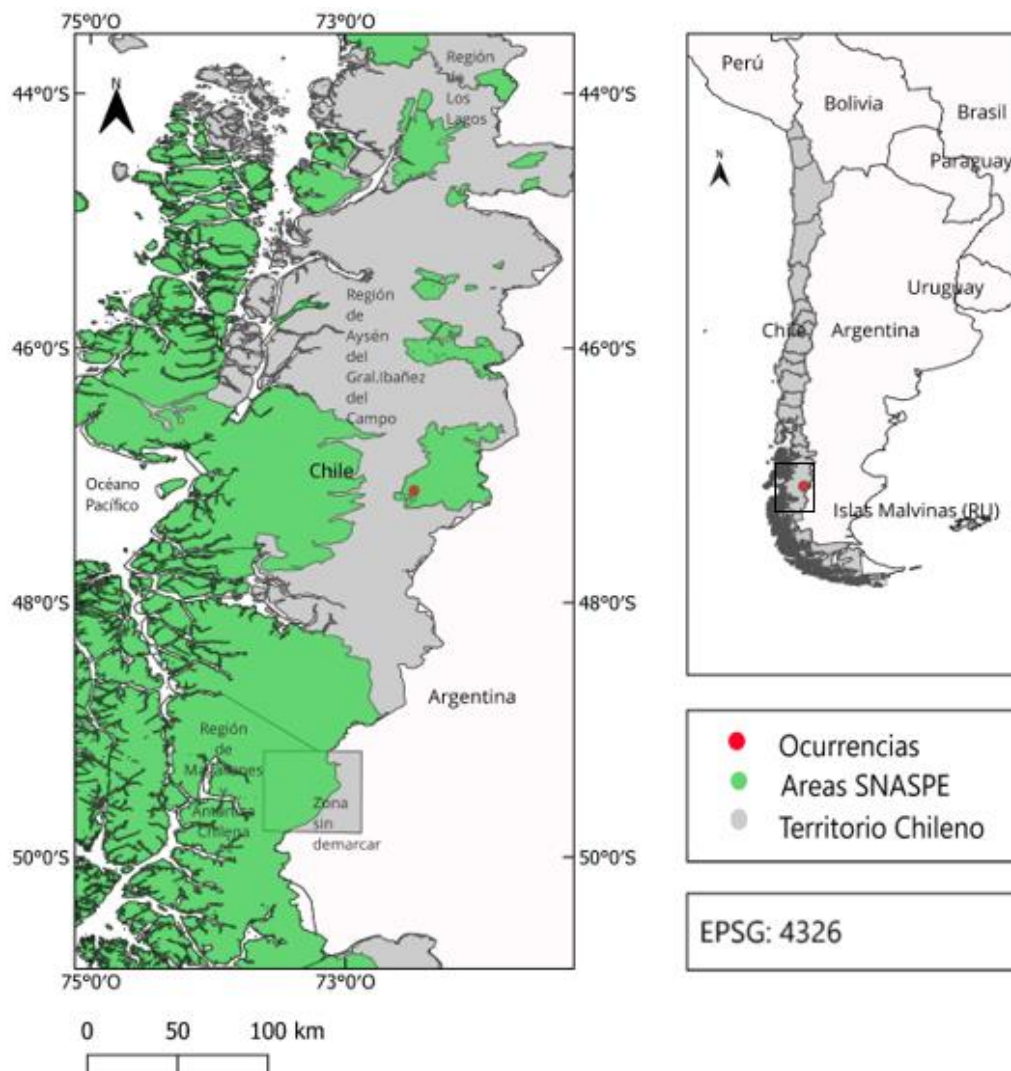 75°0'O 73°0'O
44°0'S
46°0'S
48°0'S
50°0'S
N
Región
de
Los
Lagos
Región
de
Aysén
del
Gral.Ibañez
del
Campo
Chile
Océano
Pacífico
Argentina
Región
de
Magallanes
Antártica
Chilena
Zona
sin
demarcar
44°0'S
46°0'S
48°0'S
50°0'S
75°0'O 73°0'O
0 50 100 km
N
Perú
Bolivia
Brasil
Paraguay
Uruguay
Chile Argentina
Islas Malvinas (RU)
Ocurrencias
Areas SNASPE
Territorio Chileno
EPSG: 4326